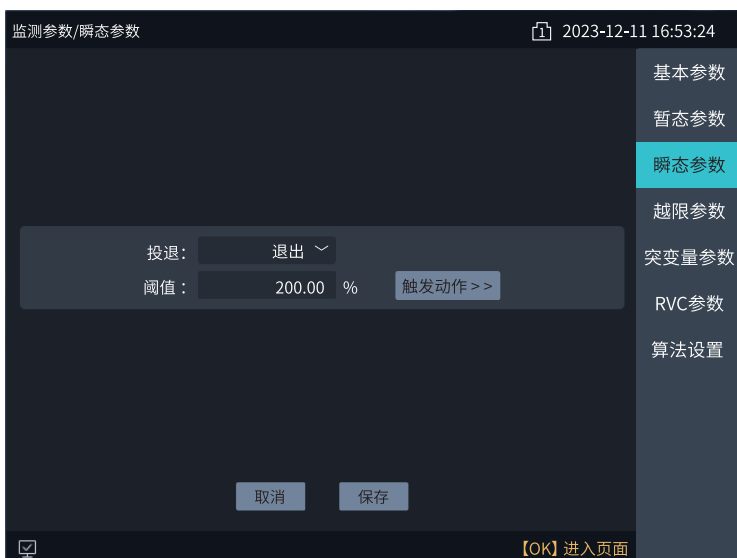 监测参数/瞬态参数
1 2023-12-11 16:53:24
基本参数
暂态参数
瞬态参数
越限参数
突变量参数
RVC参数
算法设置
投退： 退出
阈值： 200.00 % 触发动作>>
取消 保存
【OK】进入页面